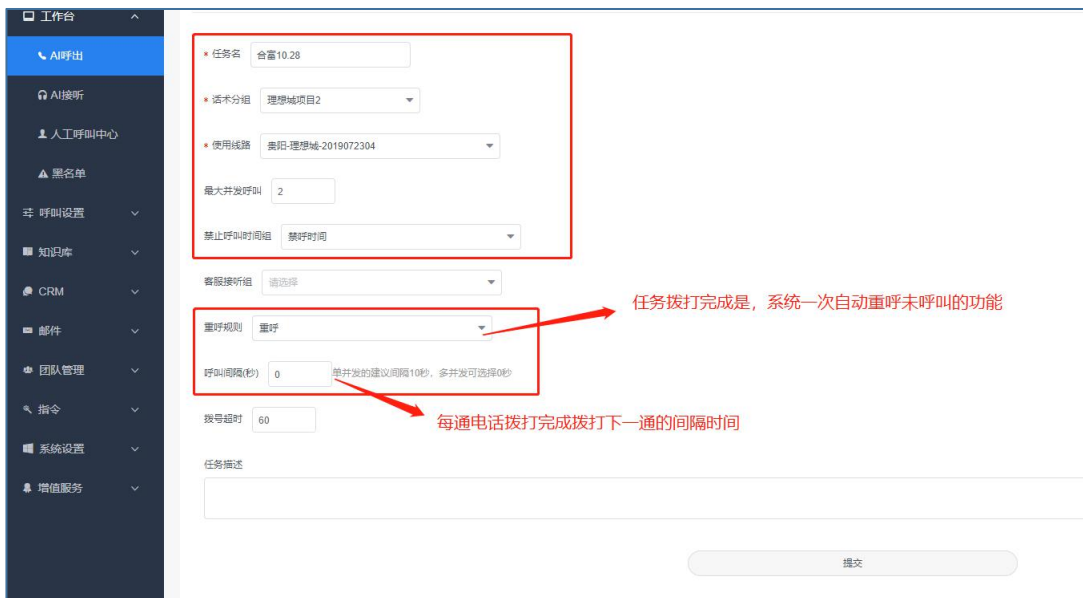 工作台
AI呼出
AI接听
人工呼叫中心
黑名单
呼叫设置
知识库
CRM
邮件
团队管理
指令
系统设置
增值服务
* 任务名 合富10.28
* 话术分组 理想城项目2
* 使用线路 贵阳-理想城-2019072304
最大并发呼叫 2
禁止呼叫时间组 禁呼时间
客服接听组 请选择
任务拨打完成是，系统一次自动重呼未呼叫的功能
重呼规则 重呼
呼叫间隔(秒) 0 单并发的建议间隔10秒，多并发可选择0秒
每通电话拨打完成拨打下一通的间隔时间
拨号超时 60
任务描述
提交